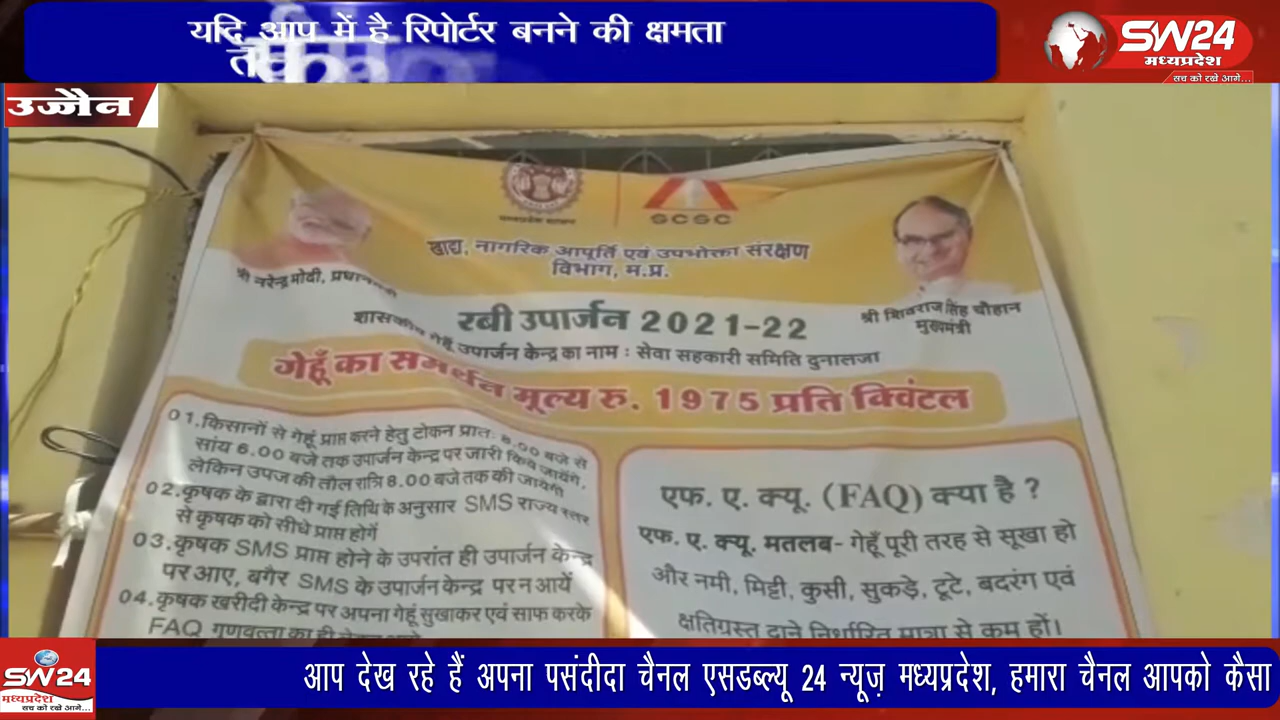 यदि आप में है रिपोर्टर बनने की क्षमता
SW24
मध्यप्रदेश
सच को रखे आगे...
उज्जैन
मध्यप्रदेश शासन
SCSC
खाद्य, नागरिक आपूर्ति एवं उपभोक्ता संरक्षण
विभाग, म.प्र.
श्री नरेन्द्र मोदी, प्रधानमंत्री
श्री शिवराज सिंह चौहान
मुख्यमंत्री
रबी उपार्जन 2021-22
शासकीय गेहूँ उपार्जन केन्द्र का नाम : सेवा सहकारी समिति दुनालजा
गेहूँ का समर्थन मूल्य रु. 1975 प्रति क्विंटल
01.किसानों से गेहूं प्राप्त करने हेतु टोकन प्रातः 8.00 बजे से
सांय 6.00 बजे तक उपार्जन केन्द्र पर जारी किये जायेंगे,
लेकिन उपज की तौल रात्रि 8.00 बजे तक की जायेगी
02.कृषक के द्वारा दी गई तिथि के अनुसार SMS राज्य स्तर
से कृषक को सीधे प्राप्त होगें
03.कृषक SMS प्राप्त होने के उपरांत ही उपार्जन केन्द्र
पर आए, बगैर SMS के उपार्जन केन्द्र पर न आयें
04.कृषक खरीदी केन्द्र पर अपना गेहूं सुखाकर एवं साफ करके
FAQ गुणवत्ता का ही
एफ. ए. क्यू. (FAQ) क्या है ?
एफ. ए. क्यू. मतलब- गेहूँ पूरी तरह से सूखा हो
और नमी, मिट्टी, कुसी, सुकड़े, टूटे, बदरंग एवं
क्षतिग्रस्त दाने निर्धारित मात्रा से कम हों।
SW24
मध्यप्रदेश
सच को रखे आगे...
आप देख रहे हैं अपना पसंदीदा चैनल एसडब्ल्यू 24 न्यूज़ मध्यप्रदेश, हमारा चैनल आपको कैसा